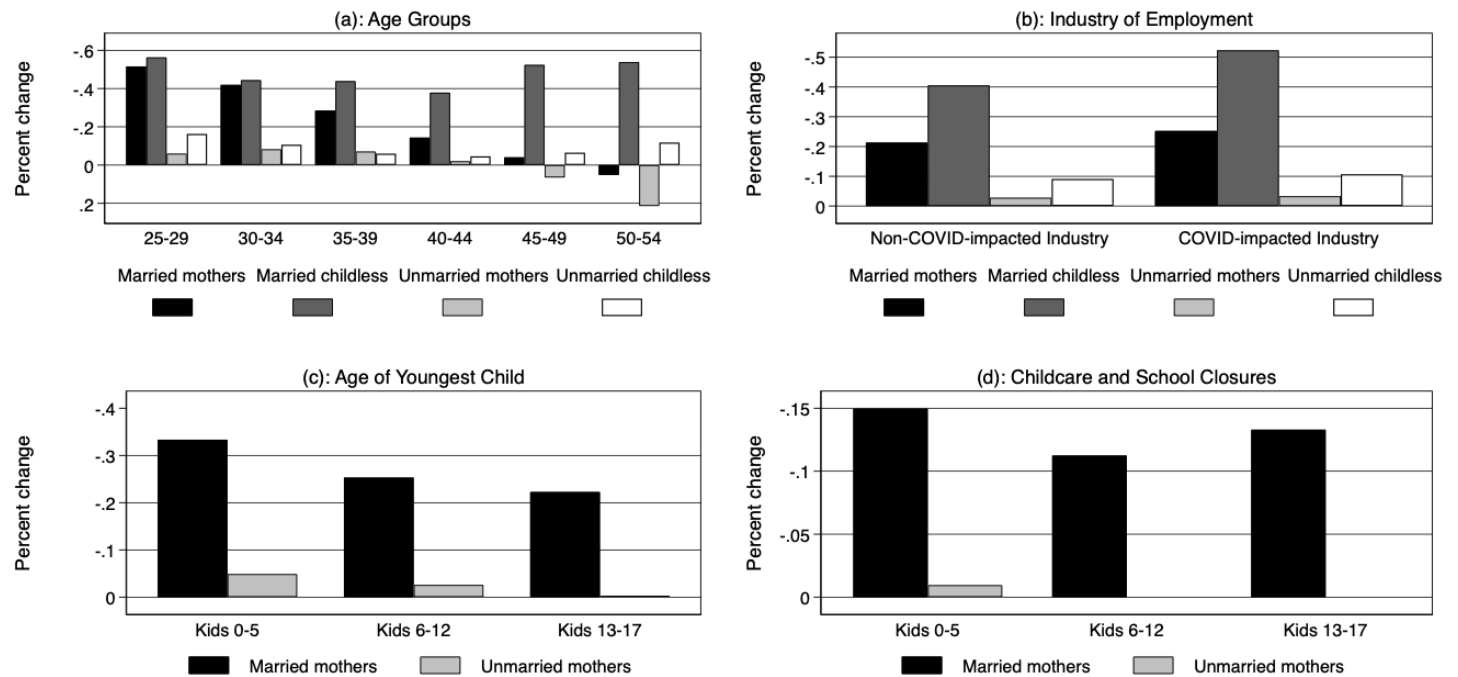 (a): Age Groups
Percent change
-.6
-.4
-.2
0
.2
25-29 30-34 35-39 40-44 45-49 50-54
Married mothers Married childless Unmarried mothers Unmarried childless
(b): Industry of Employment
Percent change
-.5
-.4
-.3
-.2
-.1
0
Non-COVID-impacted Industry COVID-impacted Industry
Married mothers Married childless Unmarried mothers Unmarried childless
(c): Age of Youngest Child
Percent change
-.4
-.3
-.2
-.1
0
Kids 0-5 Kids 6-12 Kids 13-17
Married mothers Unmarried mothers
(d): Childcare and School Closures
Percent change
-.15
-.1
-.05
0
Kids 0-5 Kids 6-12 Kids 13-17
Married mothers Unmarried mothers